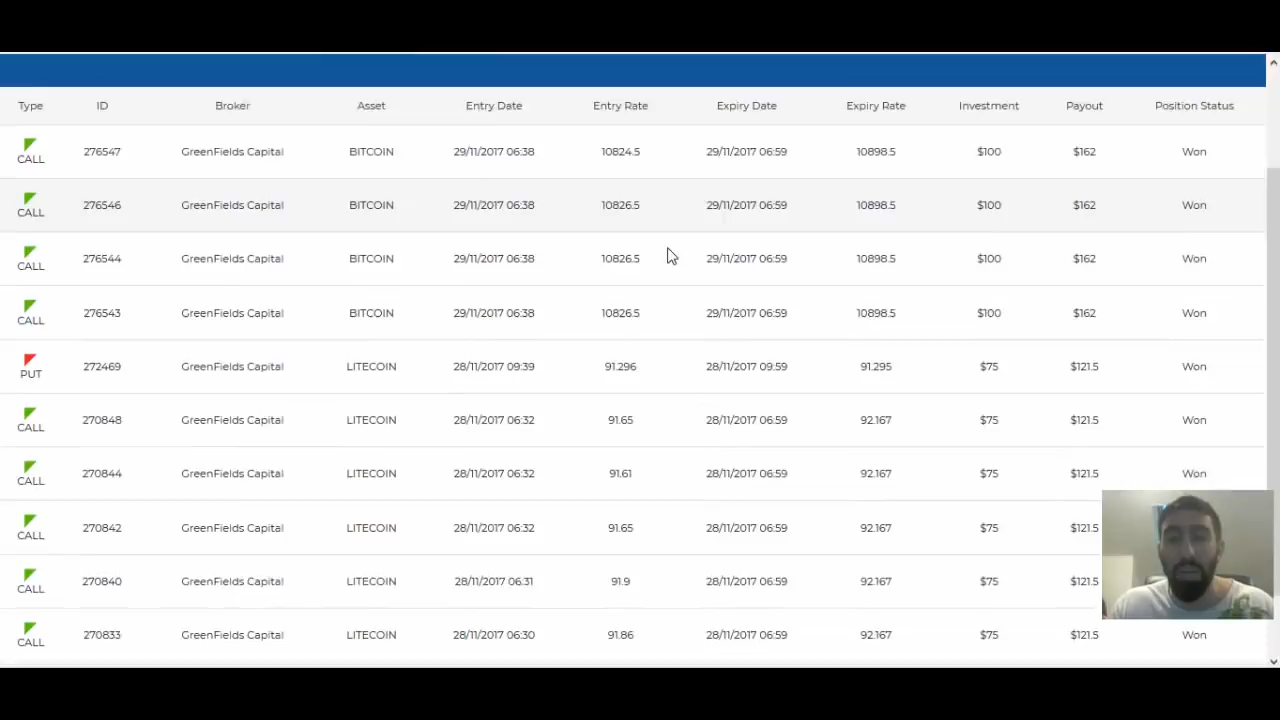 Type ID Broker Asset Entry Date Entry Rate Expiry Date Expiry Rate Investment Payout Position Status
CALL 276547 GreenFields Capital BITCOIN 29/11/2017 06:38 10824.5 29/11/2017 06:59 10898.5 $100 $162 Won
CALL 276546 GreenFields Capital BITCOIN 29/11/2017 06:38 10826.5 29/11/2017 06:59 10898.5 $100 $162 Won
CALL 276544 GreenFields Capital BITCOIN 29/11/2017 06:38 10826.5 29/11/2017 06:59 10898.5 $100 $162 Won
CALL 276543 GreenFields Capital BITCOIN 29/11/2017 06:38 10826.5 29/11/2017 06:59 10898.5 $100 $162 Won
PUT 272469 GreenFields Capital LITECOIN 28/11/2017 09:39 91.296 28/11/2017 09:59 91.295 $75 $121.5 Won
CALL 270848 GreenFields Capital LITECOIN 28/11/2017 06:32 91.65 28/11/2017 06:59 92.167 $75 $121.5 Won
CALL 270844 GreenFields Capital LITECOIN 28/11/2017 06:32 91.61 28/11/2017 06:59 92.167 $75 $121.5 Won
CALL 270842 GreenFields Capital LITECOIN 28/11/2017 06:32 91.65 28/11/2017 06:59 92.167 $75 $121.5
CALL 270840 GreenFields Capital LITECOIN 28/11/2017 06:31 91.9 28/11/2017 06:59 92.167 $75 $121.5
CALL 270833 GreenFields Capital LITECOIN 28/11/2017 06:30 91.86 28/11/2017 06:59 92.167 $75 $121.5 Won